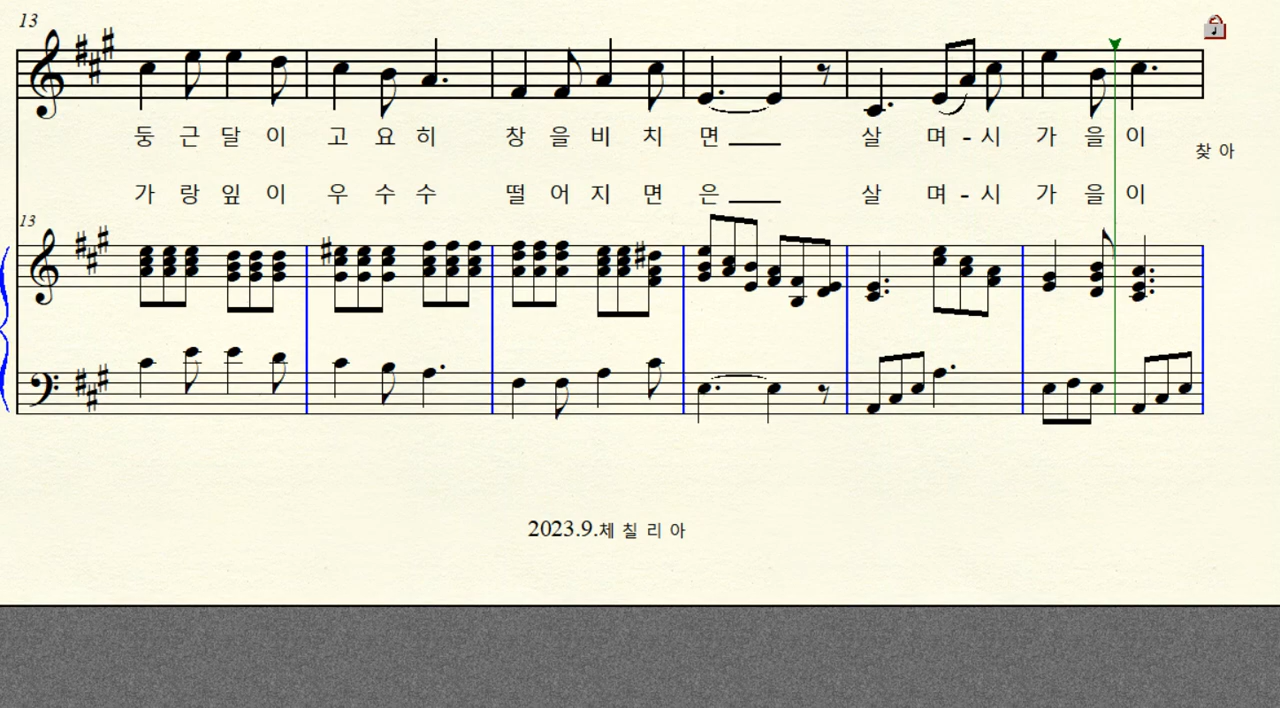 13
둥 근 달 이 고 요 히 창 을 비 치 면 살 며 - 시 가 을 이
찾 아
가 랑 잎 이 우 수 수 떨 어 지 면 은 살 며 - 시 가 을 이
13
2023.9.체 칠 리 아